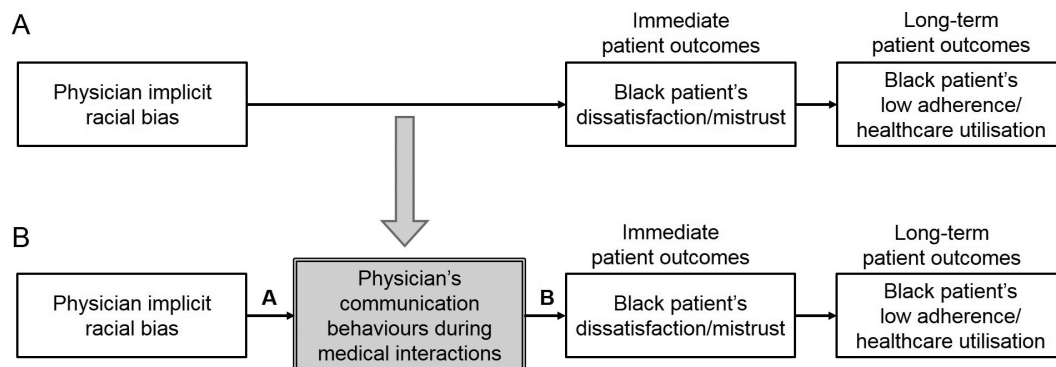 A
Immediate
patient outcomes
Long-term
patient outcomes
Physician implicit
racial bias
Black patient's
dissatisfaction/mistrust
Black patient's
low adherence/
healthcare utilisation
B
Immediate
patient outcomes
Long-term
patient outcomes
Physician implicit
racial bias
A
Physician's
communication
behaviours during
medical interactions
B
Black patient's
dissatisfaction/mistrust
Black patient's
low adherence/
healthcare utilisation